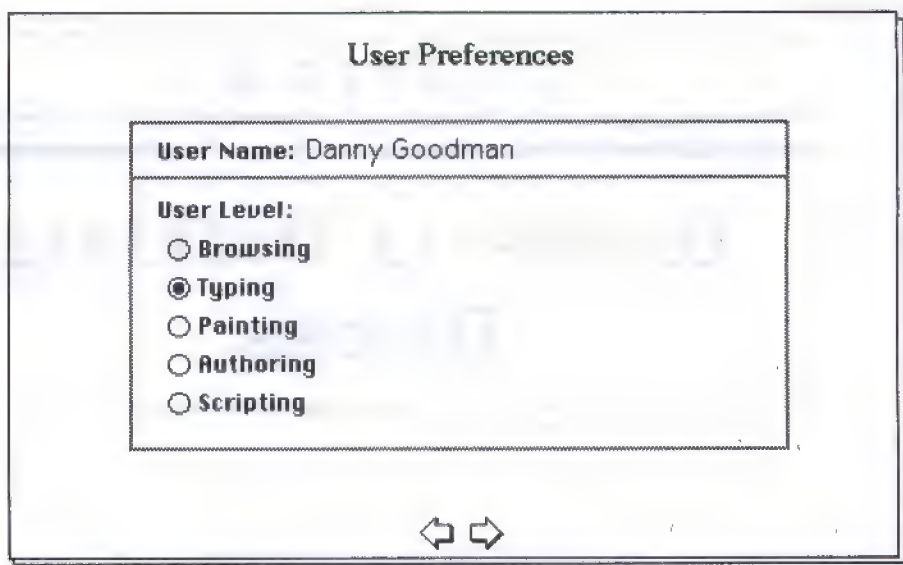 User Preferences
User Name: Danny Goodman
User Level:
Browsing
Typing
Painting
Authoring
Scripting